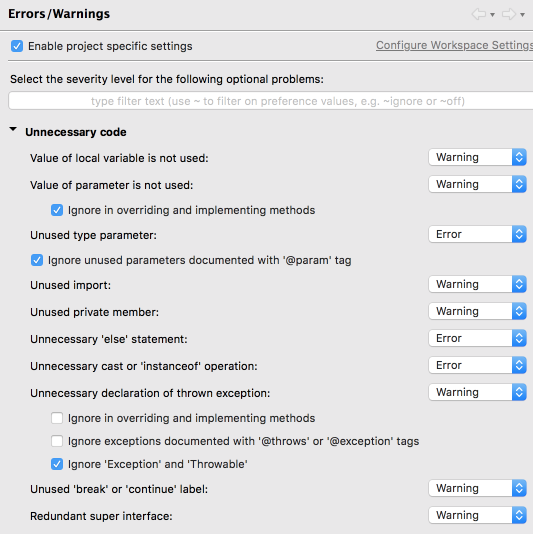 Errors/Warnings
Enable project specific settings Configure Workspace Settings
Select the severity level for the following optional problems:
type filter text (use ~ to filter on preference values, e.g. ~ignore or ~off)
Unnecessary code
Value of local variable is not used: Warning
Value of parameter is not used: Warning
Ignore in overriding and implementing methods
Unused type parameter: Error
Ignore unused parameters documented with '@param' tag
Unused import: Warning
Unused private member: Warning
Unnecessary 'else' statement: Error
Unnecessary cast or 'instanceof' operation: Error
Unnecessary declaration of thrown exception: Warning
Ignore in overriding and implementing methods
Ignore exceptions documented with '@throws' or '@exception' tags
Ignore 'Exception' and 'Throwable'
Unused 'break' or 'continue' label: Warning
Redundant super interface: Warning